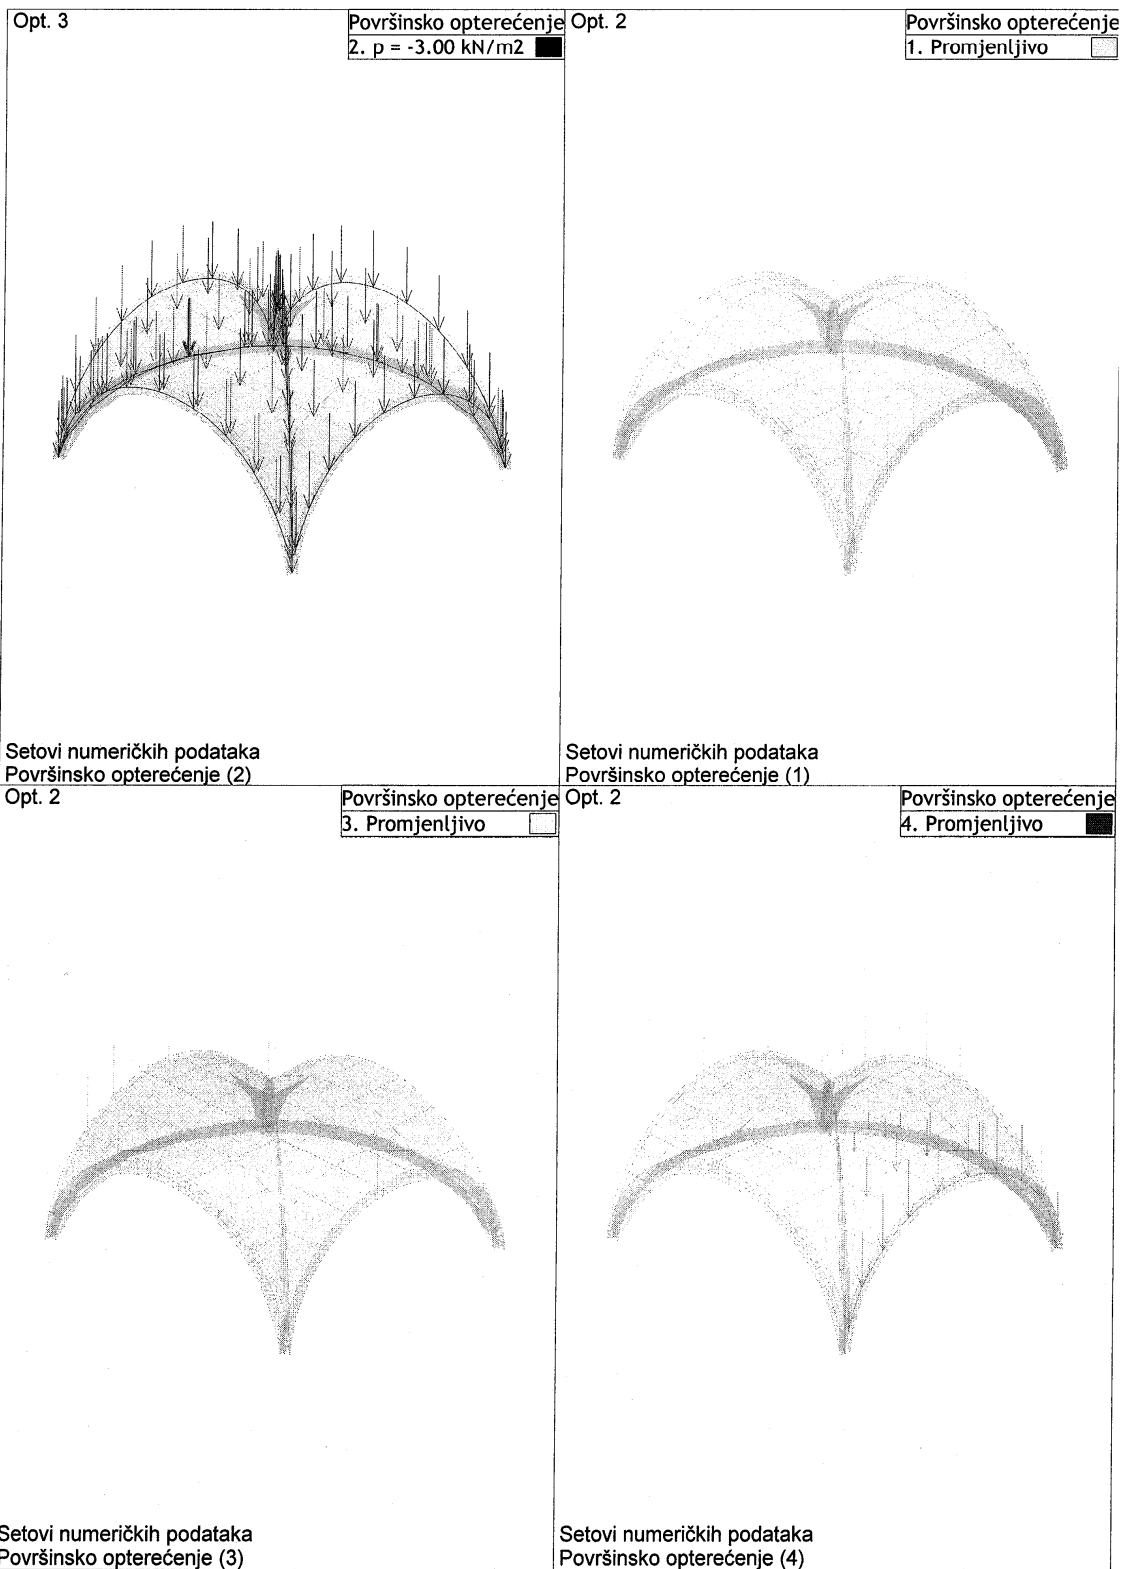 Opt. 3
Površinsko opterećenje
2. p = -3.00 kN/m2
Setovi numeričkih podataka
Površinsko opterećenje (2)
Opt. 2
Površinsko opterećenje
1. Promjenljivo
Setovi numeričkih podataka
Površinsko opterećenje (1)
Opt. 2
Površinsko opterećenje
3. Promjenljivo
Setovi numeričkih podataka
Površinsko opterećenje (3)
Opt. 2
Površinsko opterećenje
4. Promjenljivo
Setovi numeričkih podataka
Površinsko opterećenje (4)